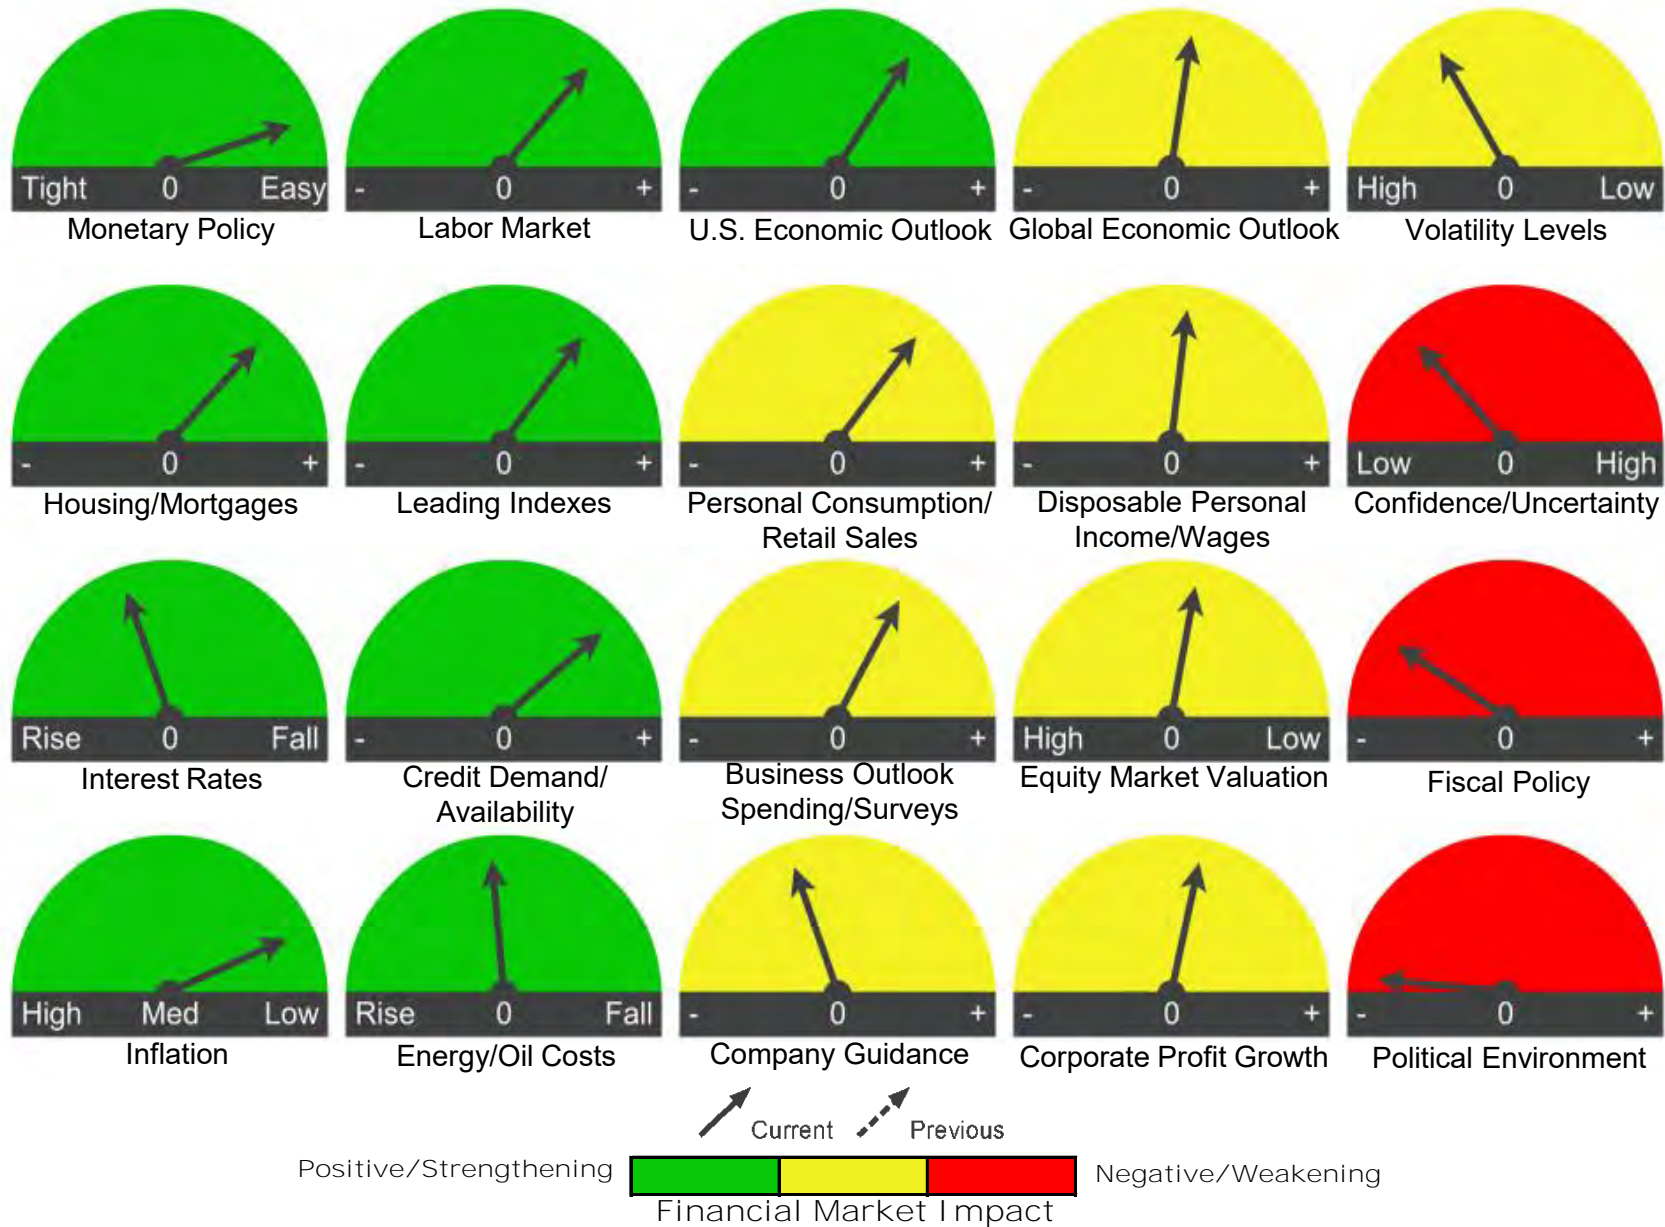 Tight 0 Easy
Monetary Policy
- 0 +
Labor Market
- 0 +
U.S. Economic Outlook
- 0 +
Global Economic Outlook
High 0 Low
Volatility Levels
- 0 +
Housing/Mortgages
- 0 +
Leading Indexes
- 0 +
Personal Consumption/
Retail Sales
- 0 +
Disposable Personal
Income/Wages
Low 0 High
Confidence/Uncertainty
Rise 0 Fall
Interest Rates
- 0 +
Credit Demand/
Availability
- 0 +
Business Outlook
Spending/Surveys
High 0 Low
Equity Market Valuation
- 0 +
Fiscal Policy
High Med Low
Inflation
Rise 0 Fall
Energy/Oil Costs
- 0 +
Company Guidance
- 0 +
Corporate Profit Growth
- 0 +
Political Environment
Current Previous
Positive/Strengthening Negative/Weakening
Financial Market Impact